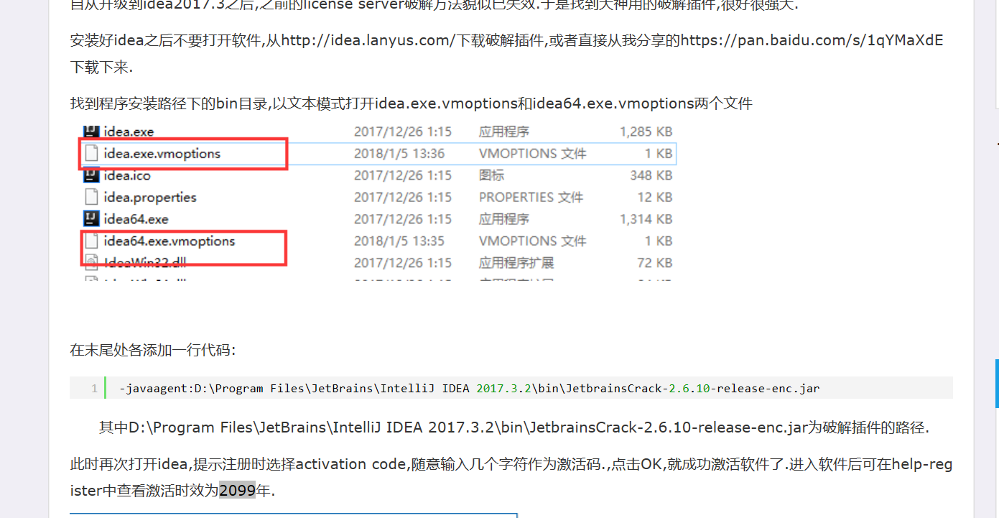 自从升级到idea2017.3之后,之前的license server破解方法貌似已失效.于是找到大神用的破解插件,很好很强大.
安装好idea之后不要打开软件,从http://idea.lanyus.com/下载破解插件,或者直接从我分享的https://pan.baidu.com/s/1qYMaXdE
下载下来.
找到程序安装路径下的bin目录,以文本模式打开idea.exe.vmoptions和idea64.exe.vmoptions两个文件
idea.exe 2017/12/26 1:15 应用程序 1,285 KB
idea.exe.vmoptions 2018/1/5 13:36 VMOPTIONS 文件 1 KB
idea.ico 2017/12/26 1:15 图标 348 KB
idea.properties 2017/12/26 1:15 PROPERTIES 文件 12 KB
idea64.exe 2017/12/26 1:15 应用程序 1,314 KB
idea64.exe.vmoptions 2018/1/5 13:35 VMOPTIONS 文件 1 KB
IdeaWin32.dll 2017/12/26 1:15 应用程序扩展 72 KB
在末尾处各添加一行代码:
1 -javaagent:D:\Program Files\JetBrains\IntelliJ IDEA 2017.3.2\bin\JetbrainsCrack-2.6.10-release-enc.jar
其中D:\Program Files\JetBrains\IntelliJ IDEA 2017.3.2\bin\JetbrainsCrack-2.6.10-release-enc.jar为破解插件的路径.
此时再次打开idea,提示注册时选择activation code,随意输入几个字符作为激活码.,点击OK,就成功激活软件了.进入软件后可在help-reg
ister中查看激活时效为2099年.